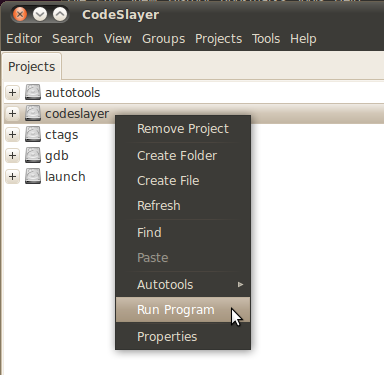 CodeSlayer
Editor Search View Groups Projects Tools Help
Projects
autotools
codeslayer
ctags
gdb
launch
Remove Project
Create Folder
Create File
Refresh
Find
Paste
Autotools
Run Program
Properties